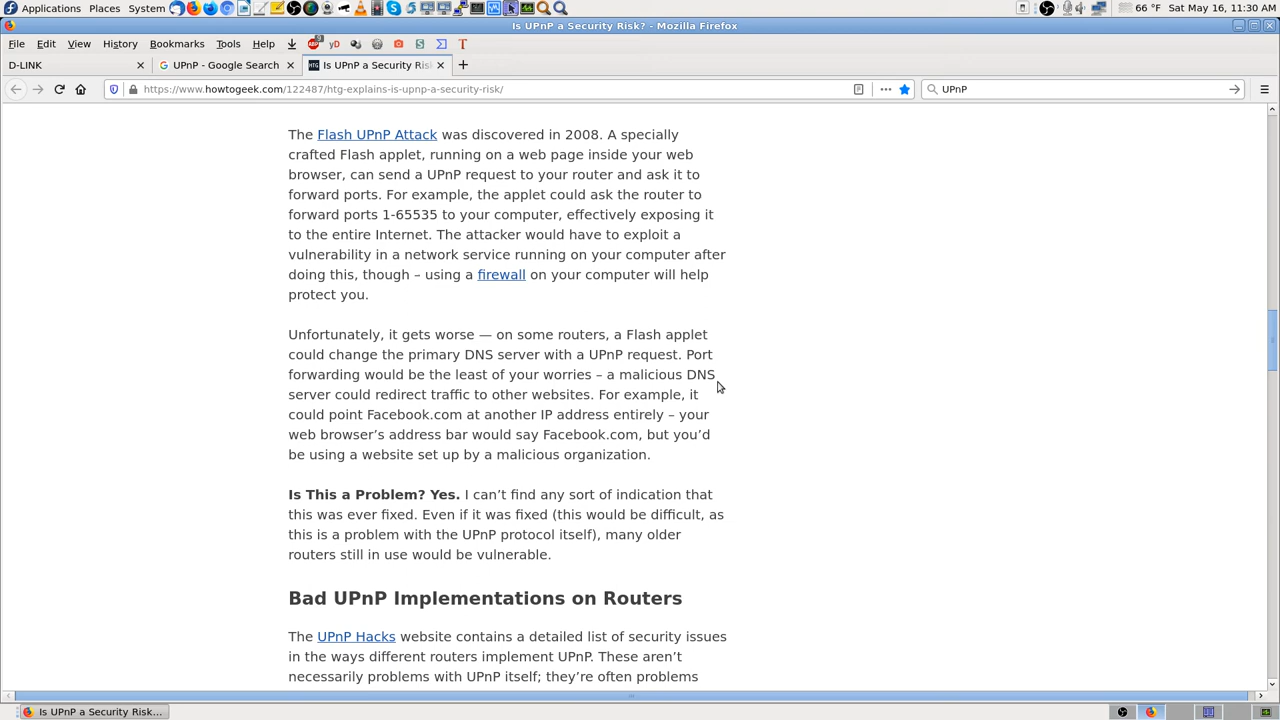 Applications Places System 66 °F Sat May 16, 11:30 AM
Is UPnP a Security Risk? - Mozilla Firefox
File Edit View History Bookmarks Tools Help
D-LINK UPnP - Google Search Is UPnP a Security Ris
https://www.howtogeek.com/122487/htg-explains-is-upnp-a-security-risk/ UPnP
The Flash UPnP Attack was discovered in 2008. A specially
crafted Flash applet, running on a web page inside your web
browser, can send a UPnP request to your router and ask it to
forward ports. For example, the applet could ask the router to
forward ports 1-65535 to your computer, effectively exposing it
to the entire Internet. The attacker would have to exploit a
vulnerability in a network service running on your computer after
doing this, though – using a firewall on your computer will help
protect you.
Unfortunately, it gets worse — on some routers, a Flash applet
could change the primary DNS server with a UPnP request. Port
forwarding would be the least of your worries – a malicious DNS
server could redirect traffic to other websites. For example, it
could point Facebook.com at another IP address entirely – your
web browser’s address bar would say Facebook.com, but you’d
be using a website set up by a malicious organization.
Is This a Problem? Yes. I can’t find any sort of indication that
this was ever fixed. Even if it was fixed (this would be difficult, as
this is a problem with the UPnP protocol itself), many older
routers still in use would be vulnerable.
Bad UPnP Implementations on Routers
The UPnP Hacks website contains a detailed list of security issues
in the ways different routers implement UPnP. These aren’t
necessarily problems with UPnP itself; they’re often problems
Is UPnP a Security Risk...